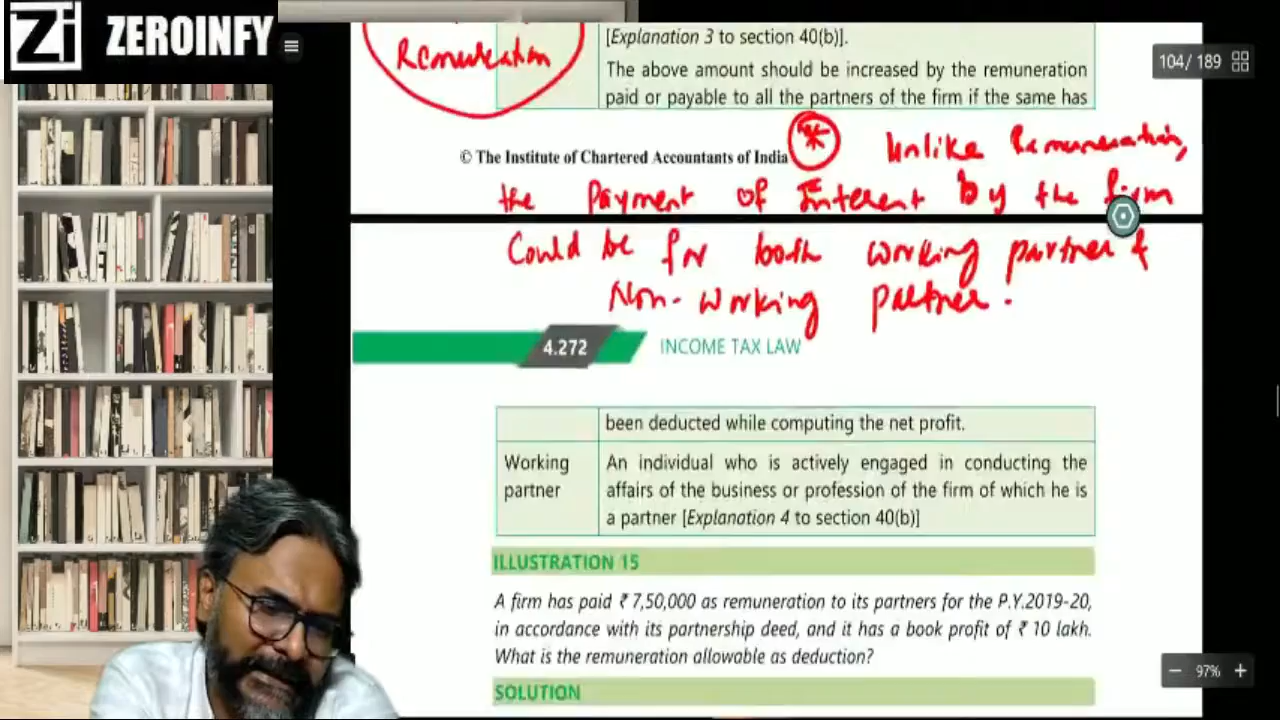 Zi ZEROINFY
Remuneration
[Explanation 3 to section 40(b)].
The above amount should be increased by the remuneration
paid or payable to all the partners of the firm if the same has
104/ 189
© The Institute of Chartered Accountants of India
* Unlike Remuneration,
the Payment of Interest by the firm
Could be for both working partner &
Non-working partner.
4.272 INCOME TAX LAW
been deducted while computing the net profit.
Working
partner
An individual who is actively engaged in conducting the
affairs of the business or profession of the firm of which he is
a partner [Explanation 4 to section 40(b)]
ILLUSTRATION 15
A firm has paid ₹ 7,50,000 as remuneration to its partners for the P.Y.2019-20,
in accordance with its partnership deed, and it has a book profit of ₹ 10 lakh.
What is the remuneration allowable as deduction?
SOLUTION
− 97% +